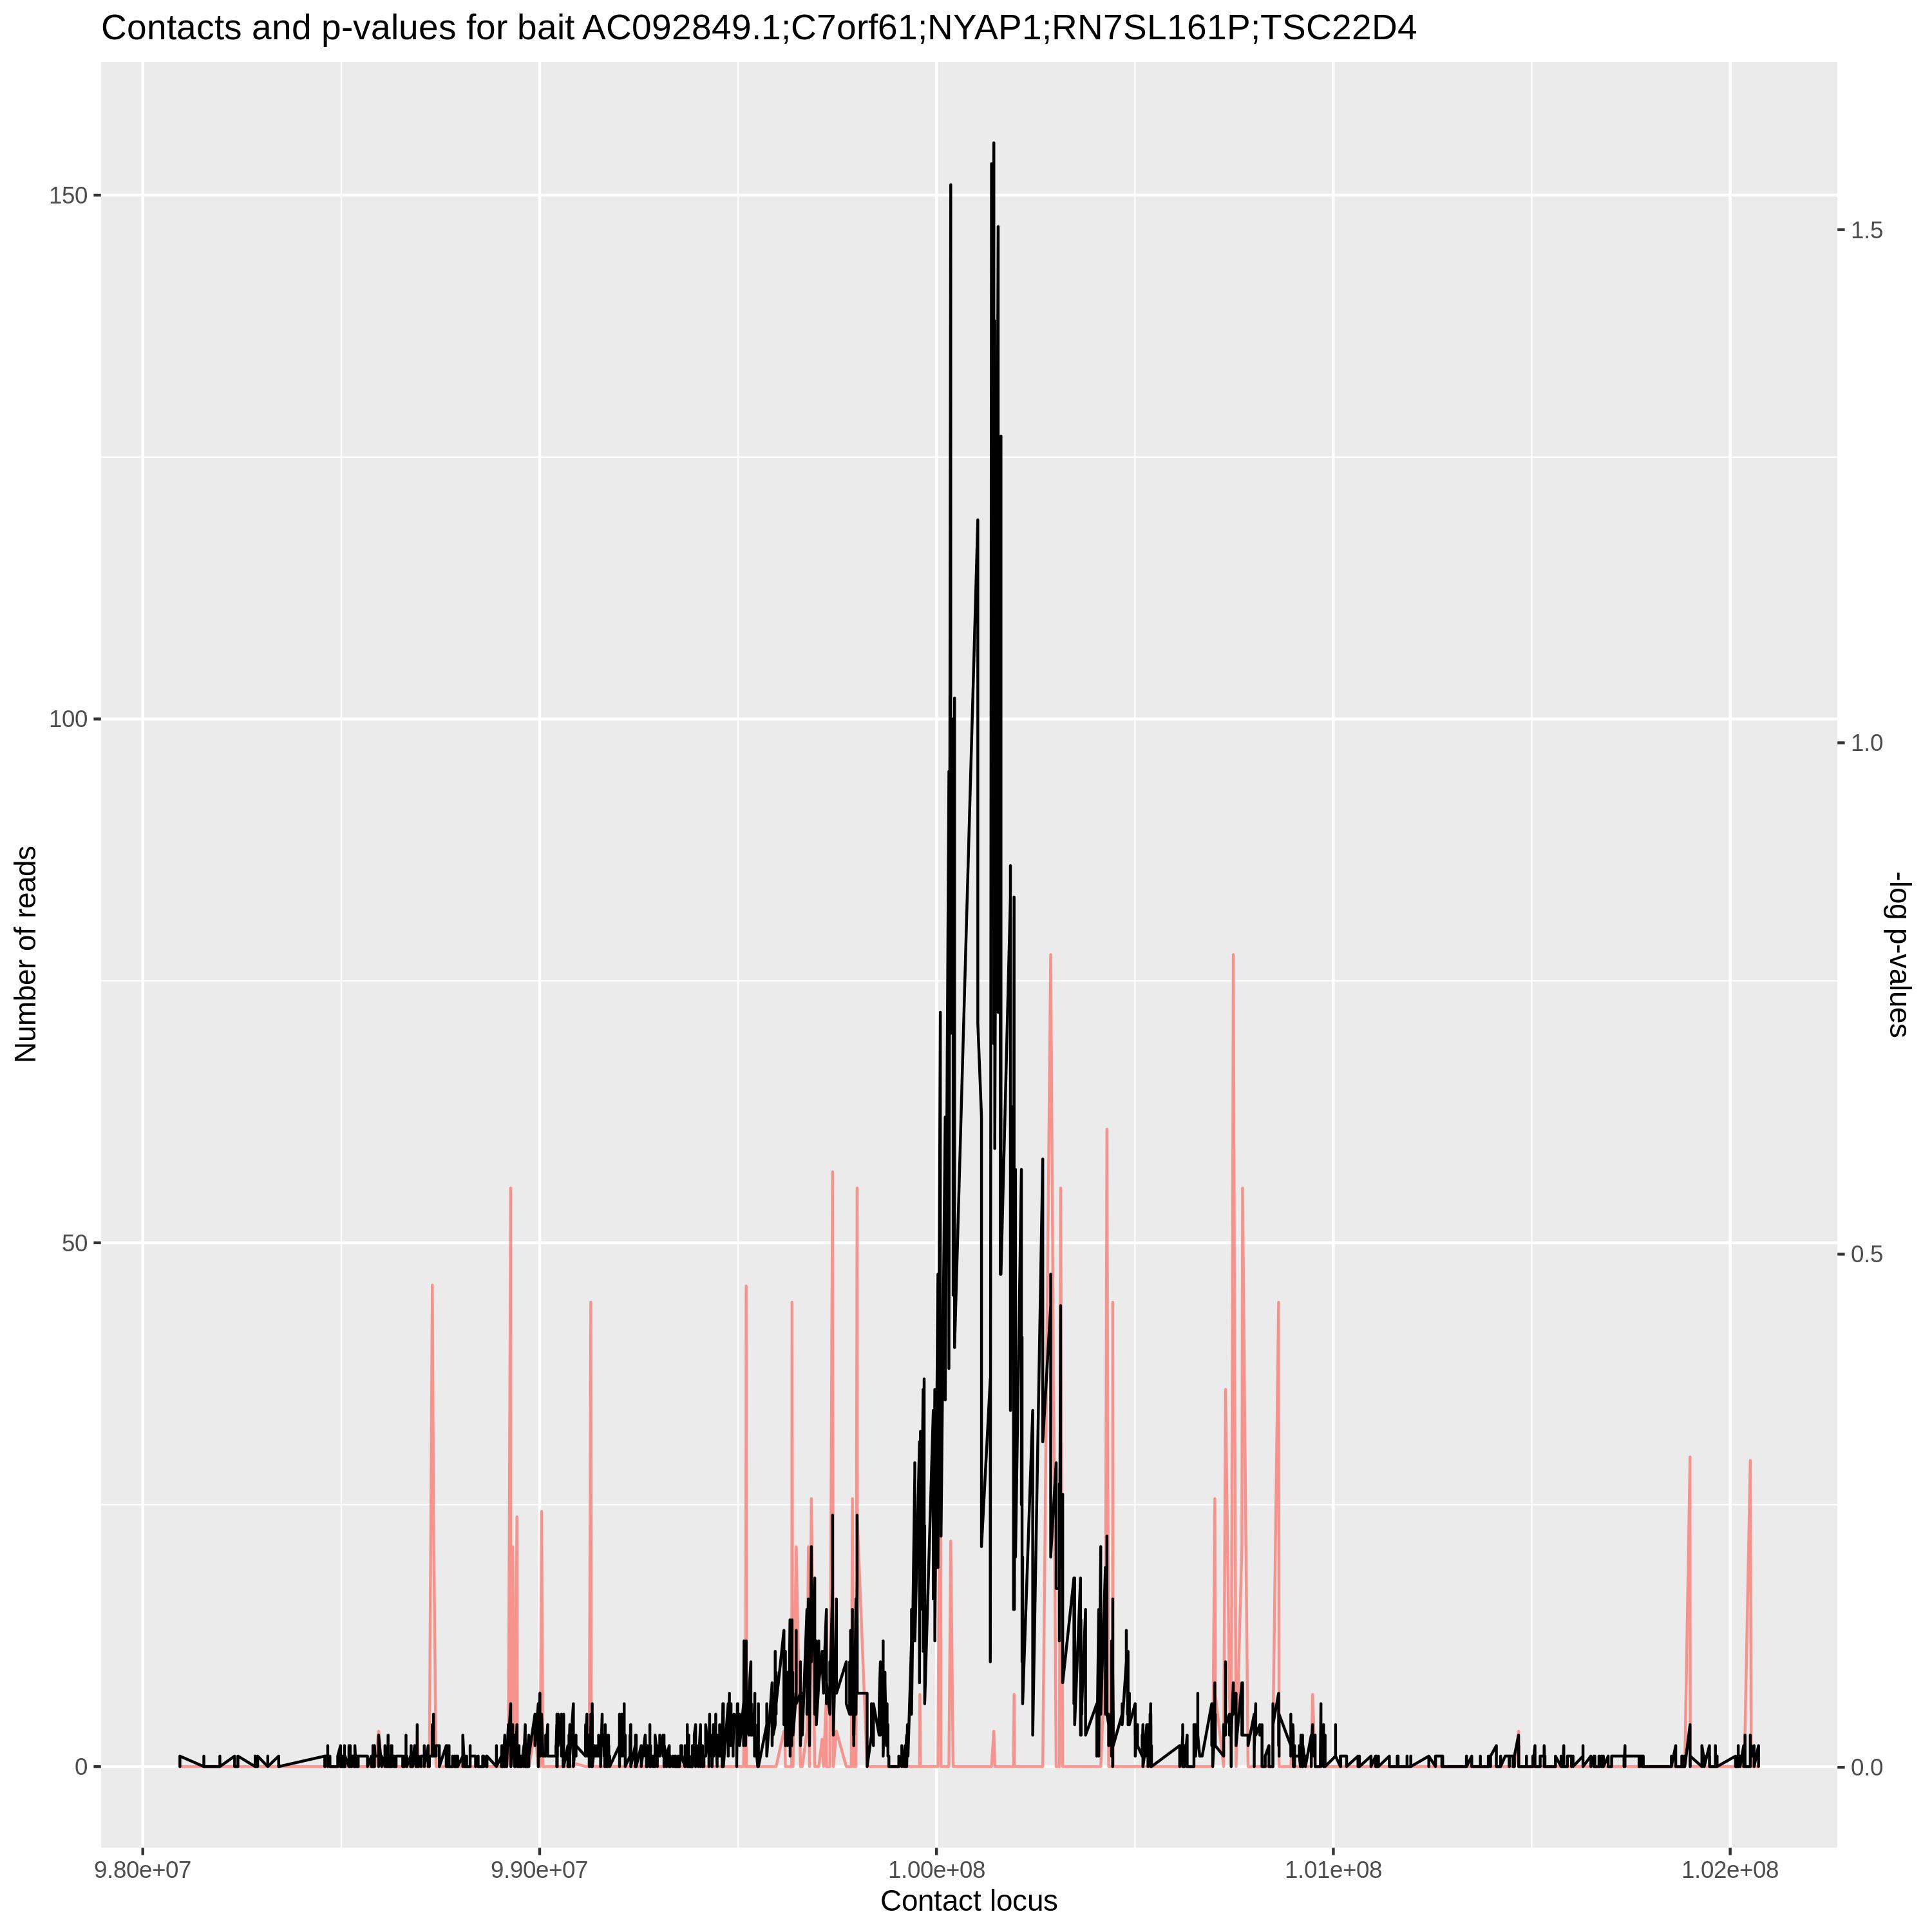 Contacts and p-values for bait AC092849.1;C7orf61;NYAP1;RN7SL161P;TSC22D4
150
100
50
0
Number of reads
1.5
1.0
0.5
0.0
-log p-values
9.80e+07 9.90e+07 1.00e+08 1.01e+08 1.02e+08
Contact locus